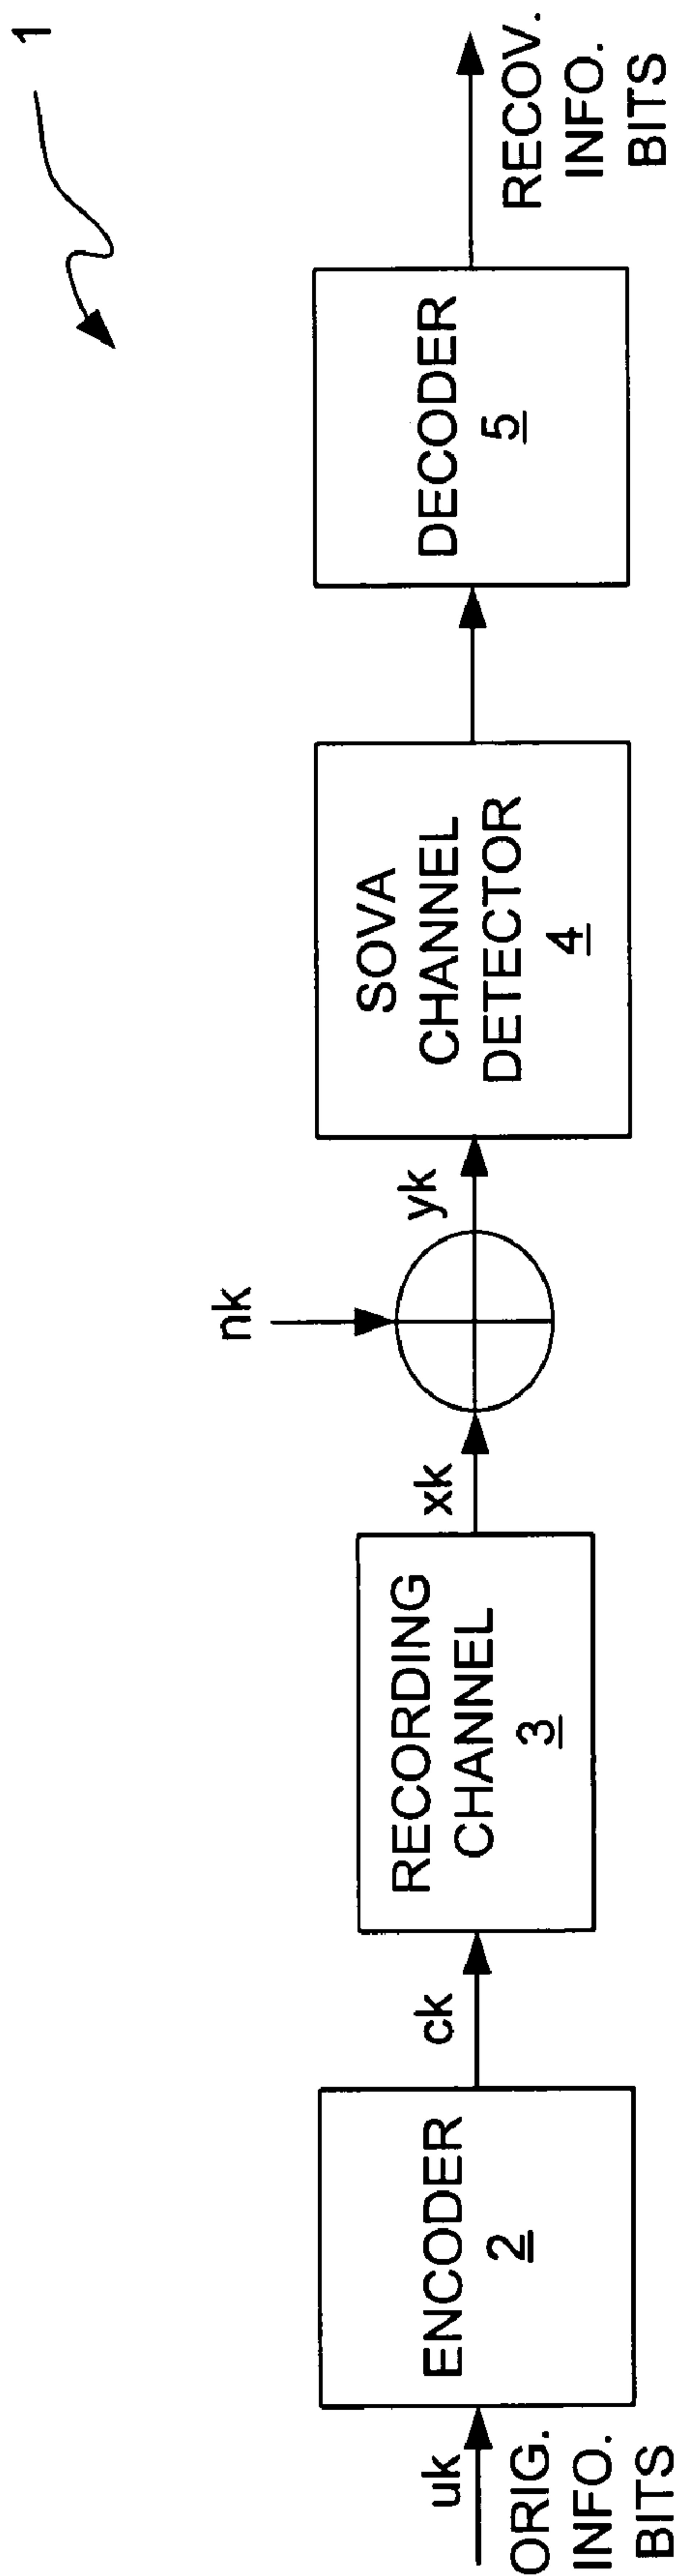 1
uk
ORIG.
INFO.
BITS
ENCODER
2
ck
RECORDING
CHANNEL
3
xk
nk
yk
SOVA
CHANNEL
DETECTOR
4
DECODER
5
RECOV.
INFO.
BITS